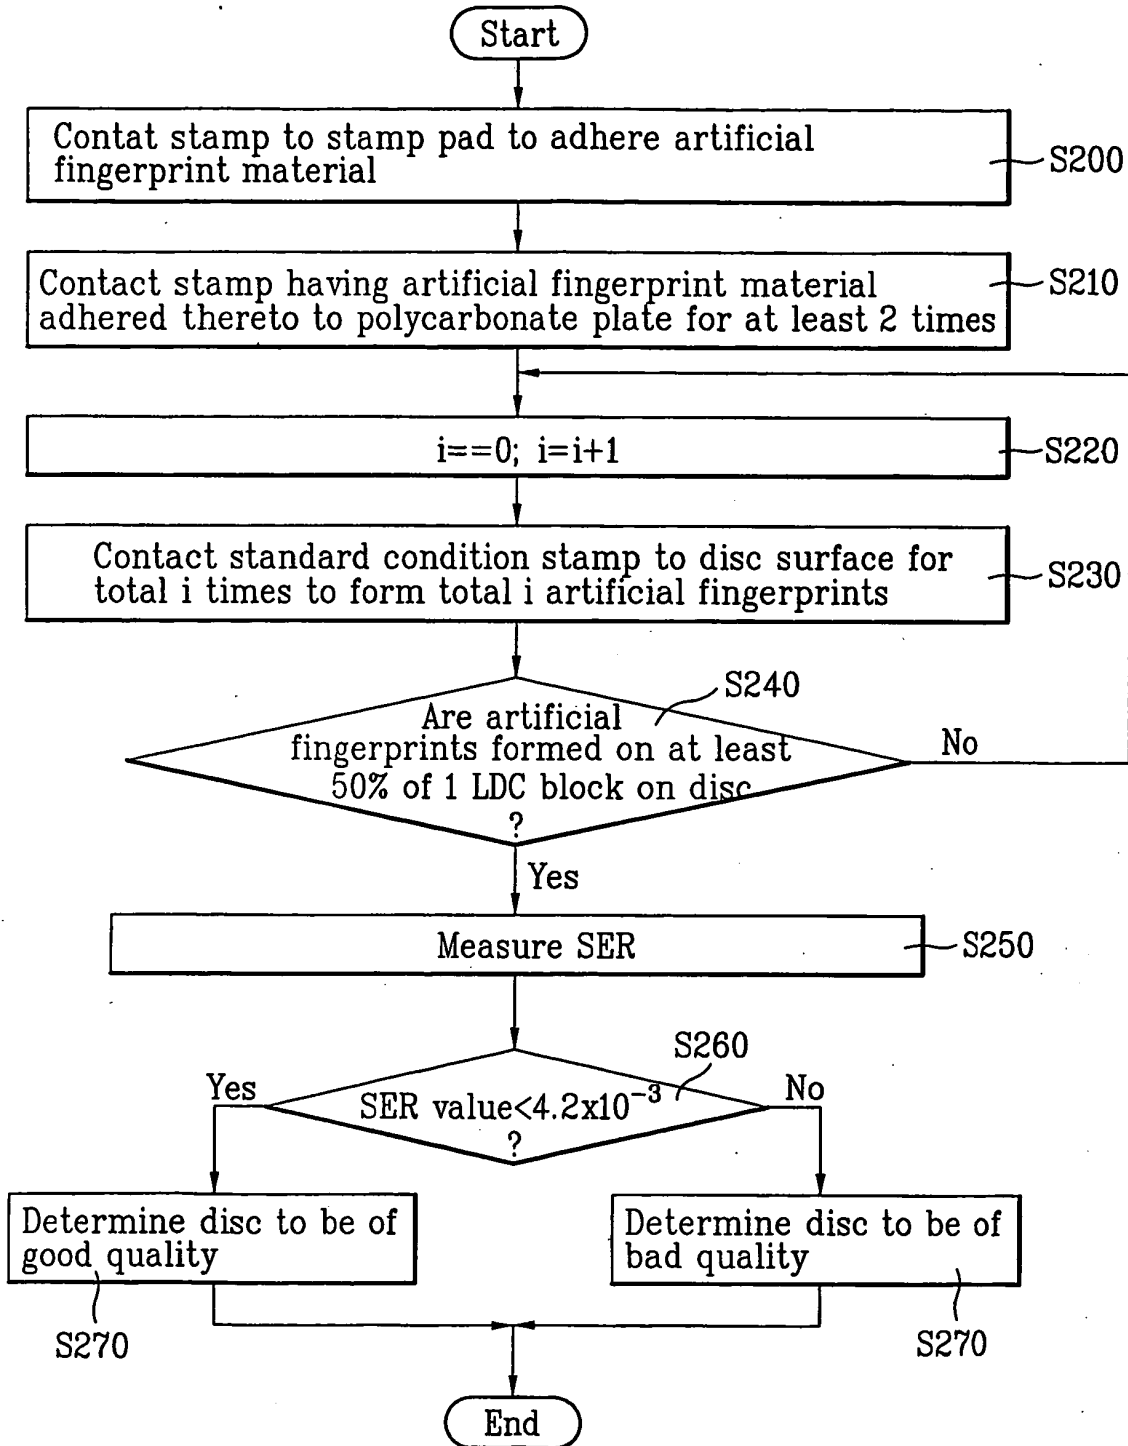 Start
Contat stamp to stamp pad to adhere artificial
fingerprint material
S200
Contact stamp having artificial fingerprint material
adhered thereto to polycarbonate plate for at least 2 times
S210
i==0; i=i+1
S220
Contact standard condition stamp to disc surface for
total i times to form total i artificial fingerprints
S230
S240
Are artificial
fingerprints formed on at least
50% of 1 LDC block on disc
?
No
Yes
Measure SER
S250
S260
Yes
SER value<4.2x10⁻³
?
No
Determine disc to be of
good quality
S270
Determine disc to be of
bad quality
S270
End